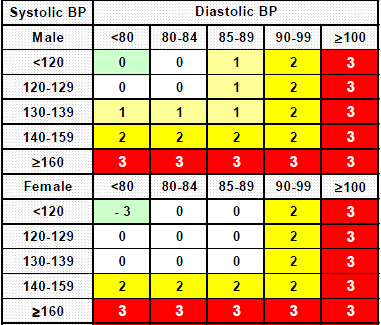 Systolic BP Diastolic BP
Male <80 80-84 85-89 90-99 ≥100
<120 0 0 1 2 3
120-129 0 0 1 2 3
130-139 1 1 1 2 3
140-159 2 2 2 2 3
≥160 3 3 3 3 3
Female <80 80-84 85-89 90-99 ≥100
<120 - 3 0 0 2 3
120-129 0 0 0 2 3
130-139 0 0 0 2 3
140-159 2 2 2 2 3
≥160 3 3 3 3 3